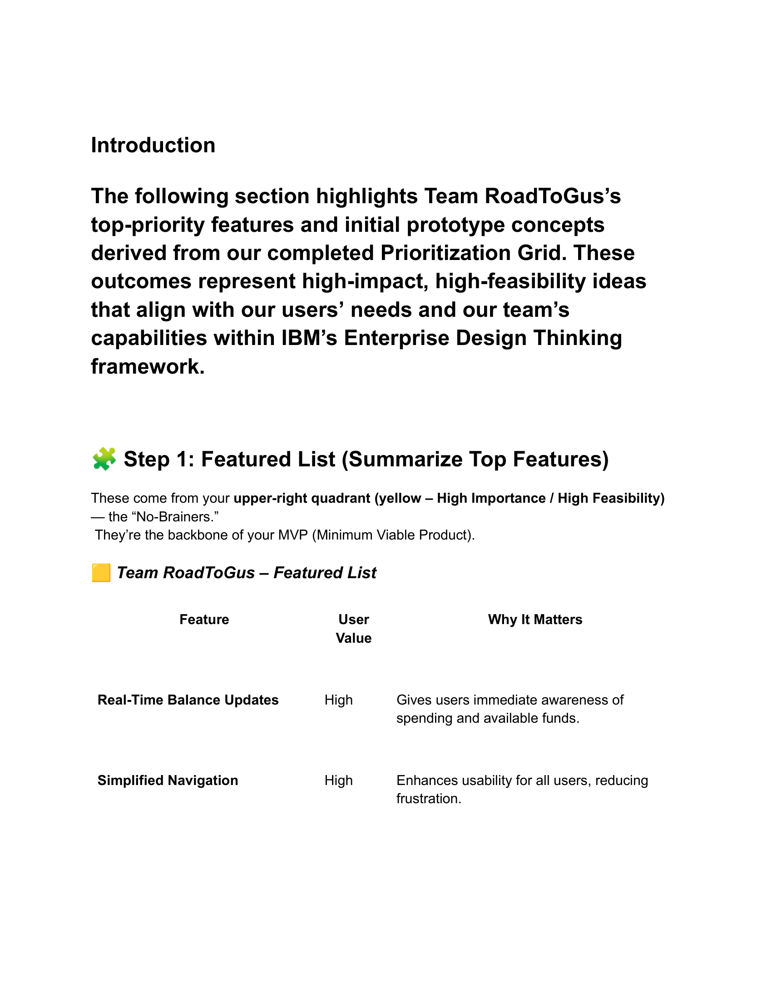 Introduction
The following section highlights Team RoadToGus’s
top-priority features and initial prototype concepts
derived from our completed Prioritization Grid. These
outcomes represent high-impact, high-feasibility ideas
that align with our users’ needs and our team’s
capabilities within IBM’s Enterprise Design Thinking
framework.
🧩 Step 1: Featured List (Summarize Top Features)
These come from your upper-right quadrant (yellow – High Importance / High Feasibility)
— the “No-Brainers.”
They’re the backbone of your MVP (Minimum Viable Product).
🟨 Team RoadToGus – Featured List
Feature User Why It Matters
Value
Real-Time Balance Updates High Gives users immediate awareness of
spending and available funds.
Simplified Navigation High Enhances usability for all users, reducing
frustration.